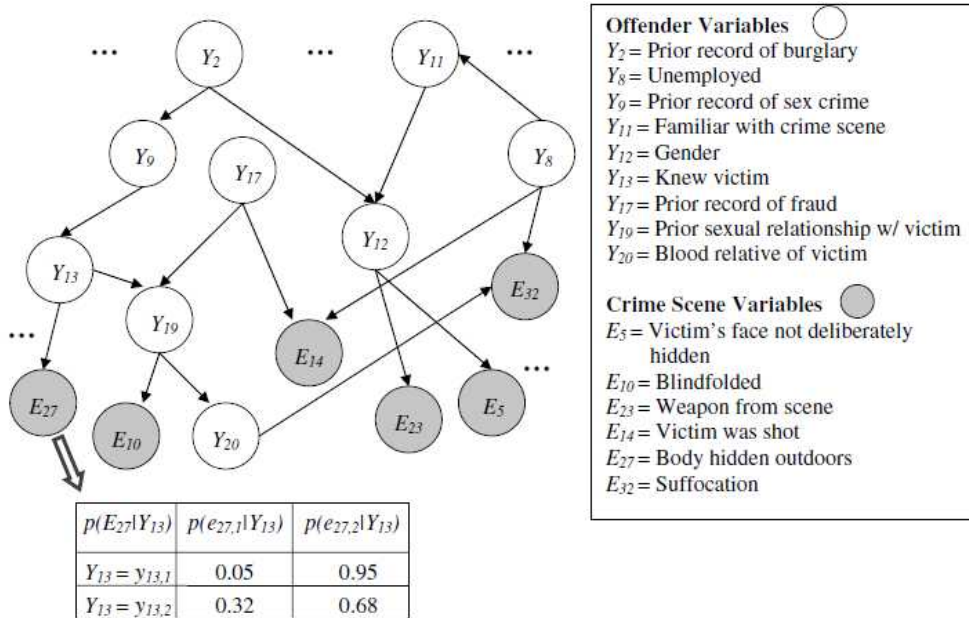 ... Y2 ... Y11 ...
Y9 Y17 Y8
Y12
Y13 E32
Y19
... E14 ...
E27 E10 Y20 E23 E5
p(E27|Y13) p(e27,1|Y13) p(e27,2|Y13)
Y13 = y13,1 0.05 0.95
Y13 = y13,2 0.32 0.68
Offender Variables
Y2 = Prior record of burglary
Y8 = Unemployed
Y9 = Prior record of sex crime
Y11 = Familiar with crime scene
Y12 = Gender
Y13 = Knew victim
Y17 = Prior record of fraud
Y19 = Prior sexual relationship w/ victim
Y20 = Blood relative of victim
Crime Scene Variables
E5 = Victim's face not deliberately
hidden
E10 = Blindfolded
E23 = Weapon from scene
E14 = Victim was shot
E27 = Body hidden outdoors
E32 = Suffocation